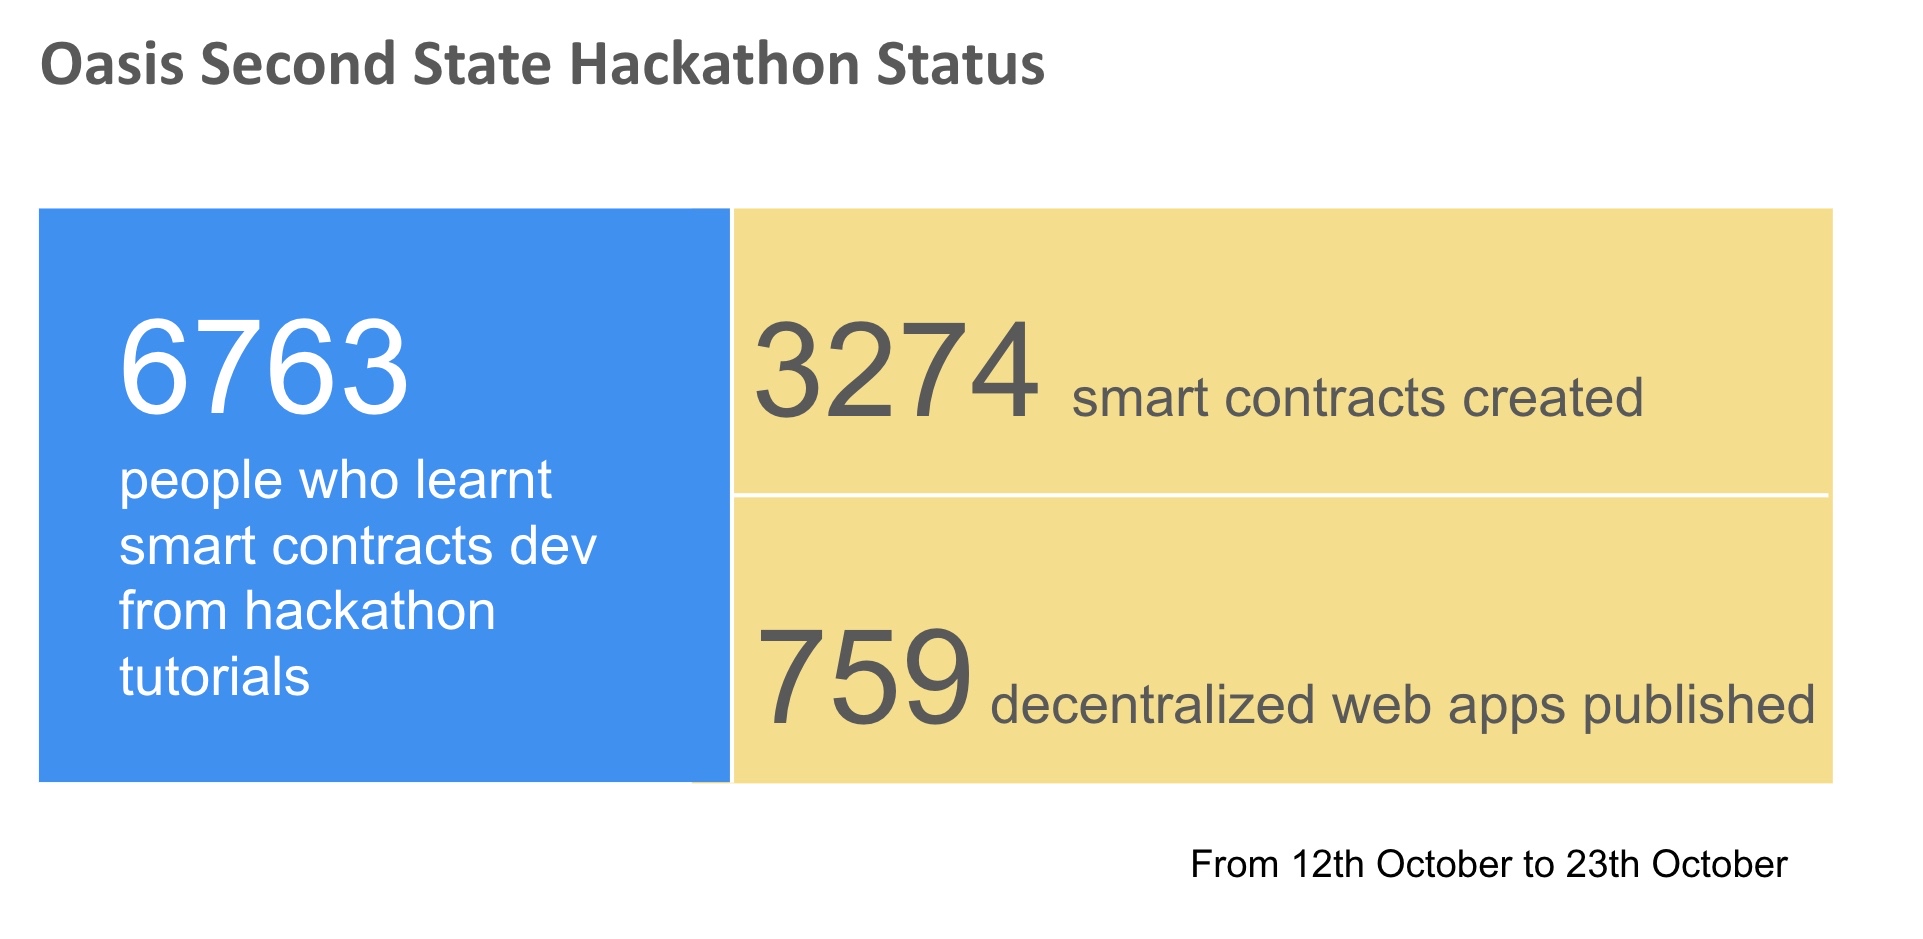 Oasis Second State Hackathon Status
6763
people who learnt
smart contracts dev
from hackathon
tutorials
3274 smart contracts created
759 decentralized web apps published
From 12th October to 23th October